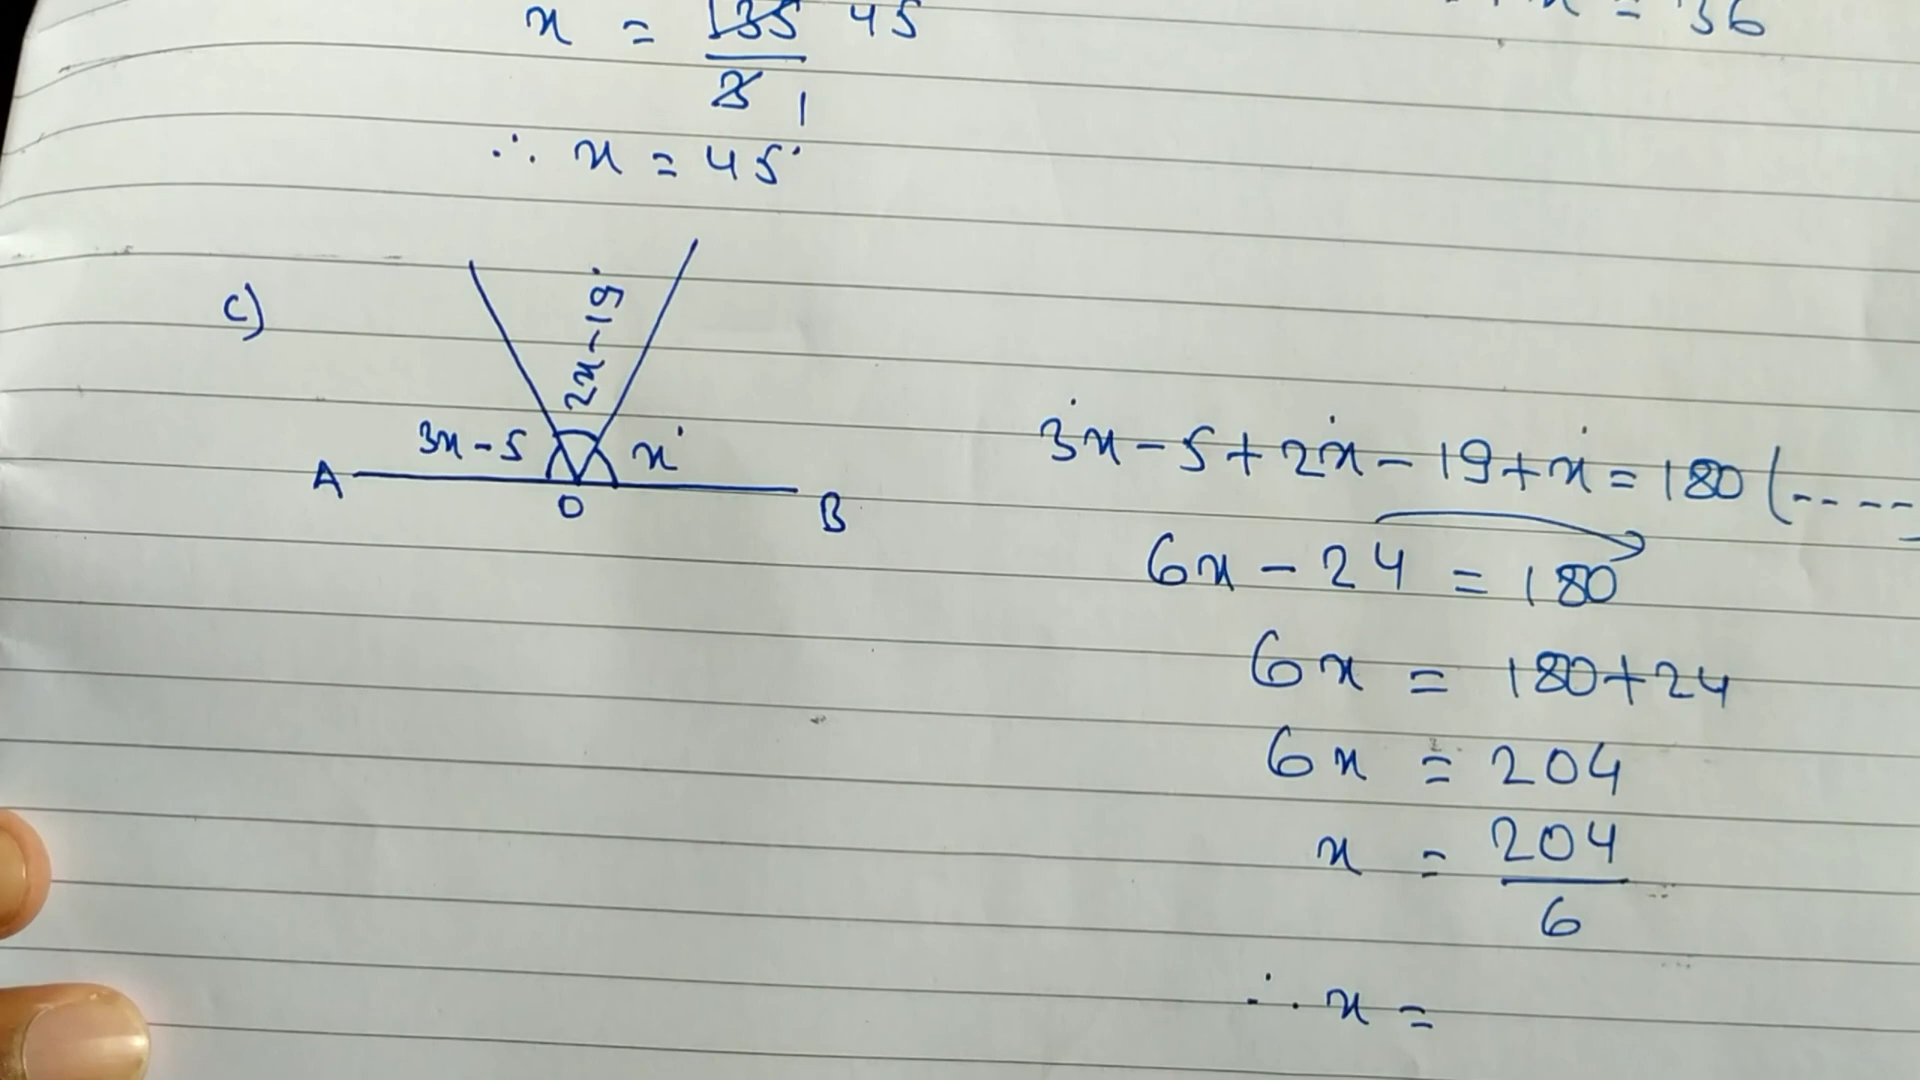 x = 135 45
3 1
∴ x = 45°
+ x = 36
c)
2x - 19°
3x - 5
x°
A
O
B
3x - 5 + 2x - 19 + x = 180 (----
6x - 24 = 180
6x = 180 + 24
6x = 204
x = 204
6
∴ x =